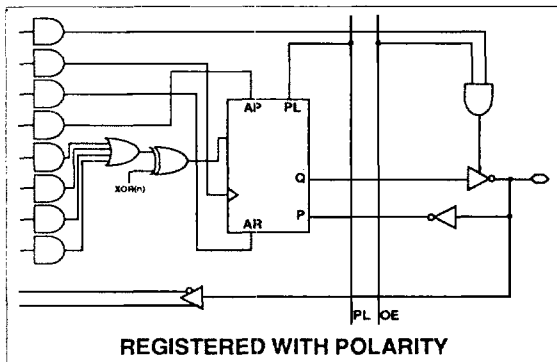 AP PL
XOR(n)
Q
P
AR
PL OE
REGISTERED WITH POLARITY